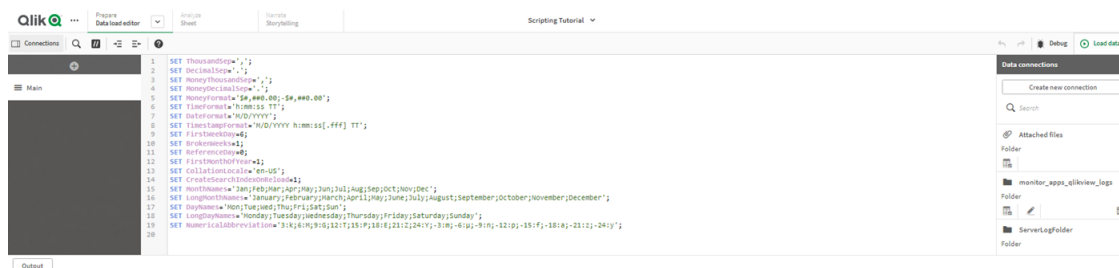 Qlik ... Prepare Data load editor Analyze Sheet Narrate Storytelling Scripting Tutorial
Connections Debug Load data
Main
1 SET ThousandSep=',';
2 SET DecimalSep='.';
3 SET MoneyThousandSep=',';
4 SET MoneyDecimalSep='.';
5 SET MoneyFormat='$#,##0.00;-$#,##0.00';
6 SET TimeFormat='h:mm:ss TT';
7 SET DateFormat='M/D/YYYY';
8 SET TimestampFormat='M/D/YYYY h:mm:ss[.fff] TT';
9 SET FirstWeekDay=6;
10 SET BrokenWeeks=1;
11 SET ReferenceDay=0;
12 SET FirstMonthOfYear=1;
13 SET CollationLocale='en-US';
14 SET CreateSearchIndexOnReload=1;
15 SET MonthNames='Jan;Feb;Mar;Apr;May;Jun;Jul;Aug;Sep;Oct;Nov;Dec';
16 SET LongMonthNames='January;February;March;April;May;June;July;August;September;October;November;December';
17 SET DayNames='Mon;Tue;Wed;Thu;Fri;Sat;Sun';
18 SET LongDayNames='Monday;Tuesday;Wednesday;Thursday;Friday;Saturday;Sunday';
19 SET NumericalAbbreviation='3:k;6:M;9:G;12:T;15:P;18:E;21:Z;24:Y;-3:m;-6:μ;-9:n;-12:p;-15:f;-18:a;-21:z;-24:y';
20
Data connections
Create new connection
Search
Attached files
Folder
monitor_apps_qlikview_logs
Folder
ServerLogFolder
Folder
Output